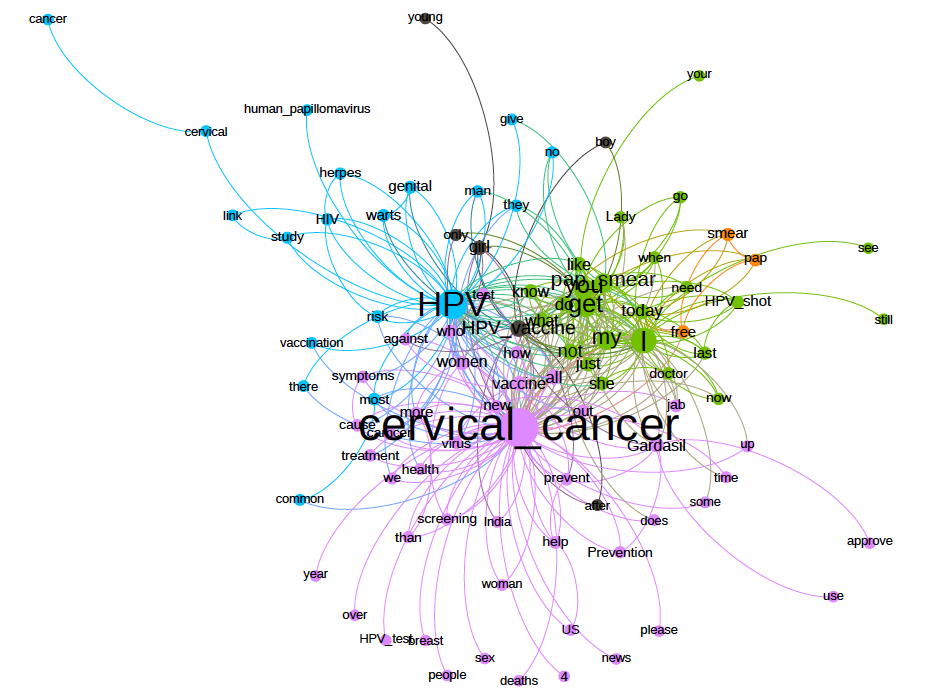 cancer
young
your
human_papillomavirus
give
cervical
no
boy
herpes
genital
man
they
go
link
HIV
warts
Lady
study
only
girl
smear
see
like
when
pap
pap_smear
you
need
test
know
HPV
do
get
HPV_shot
today
risk
what
still
HPV_vaccine
who
against
my
I
free
vaccination
how
not
last
women
just
symptoms
vaccine
all
she
doctor
there
most
new
now
more
out
jab
cause
cancer
cervical_cancer
virus
Gardasil
up
treatment
health
we
prevent
time
common
after
some
screening
India
does
than
help
Prevention
approve
year
woman
use
over
US
please
HPV_test
breast
sex
news
people
deaths
4